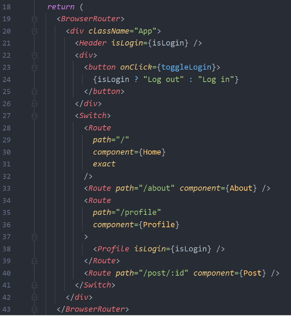 18 return (
19 <BrowserRouter>
20 <div className="App">
21 <Header isLogin={isLogin} />
22 <div>
23 <button onClick={toggleLogin}>
24 {isLogin ? "Log out" : "Log in"}
25 </button>
26 </div>
27 <Switch>
28 <Route
29 path="/"
30 component={Home}
31 exact
32 />
33 <Route path="/about" component={About} />
34 <Route
35 path="/profile"
36 component={Profile}
37 >
38 <Profile isLogin={isLogin} />
39 </Route>
40 <Route path="/post/:id" component={Post} />
41 </Switch>
42 </div>
43 </BrowserRouter>